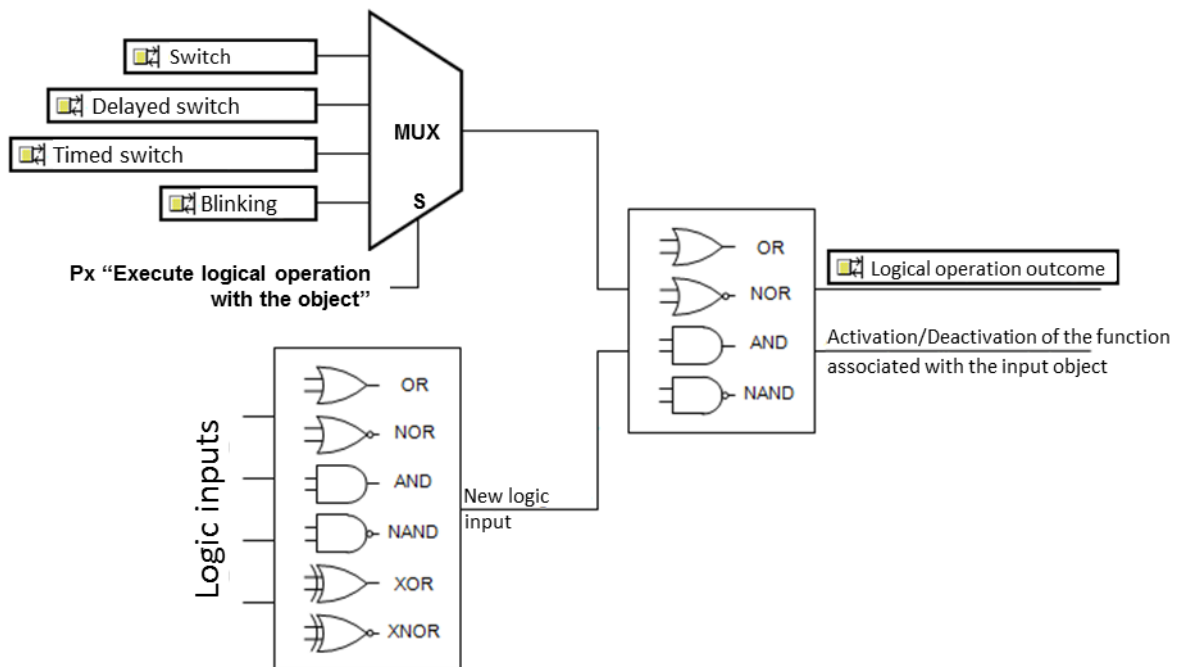 Switch
Delayed switch
Timed switch
Blinking
MUX
S
Px “Execute logical operation
with the object”
OR
NOR
AND
NAND
Logical operation outcome
Activation/Deactivation of the function
associated with the input object
Logic inputs
OR
NOR
AND
NAND
XOR
XNOR
New logic
input